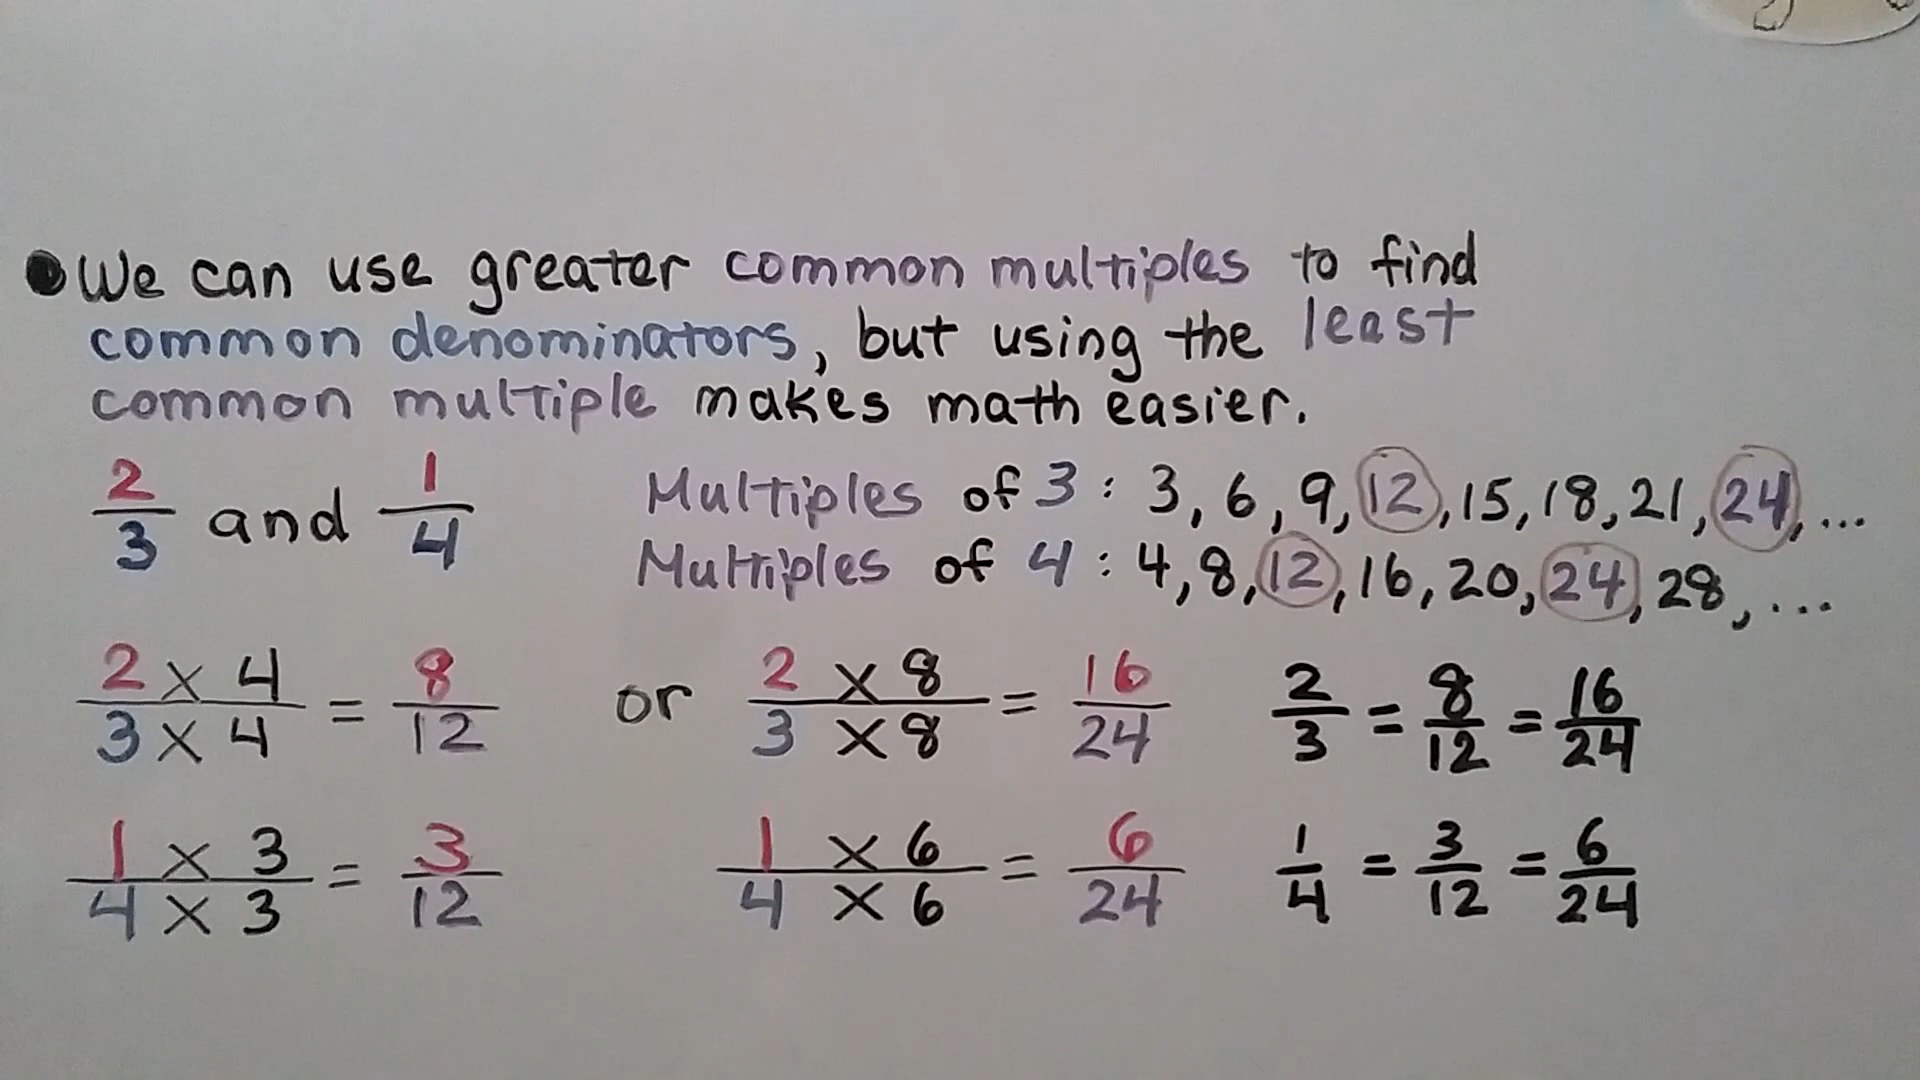 • We can use greater common multiples to find
common denominators, but using the least
common multiple makes math easier.
2/3 and 1/4
Multiples of 3 : 3, 6, 9, 12, 15, 18, 21, 24, ...
Multiples of 4 : 4, 8, 12, 16, 20, 24, 28, ...
2 × 4 / 3 × 4 = 8/12 or 2 × 8 / 3 × 8 = 16/24
2/3 = 8/12 = 16/24
1 × 3 / 4 × 3 = 3/12
1 × 6 / 4 × 6 = 6/24
1/4 = 3/12 = 6/24